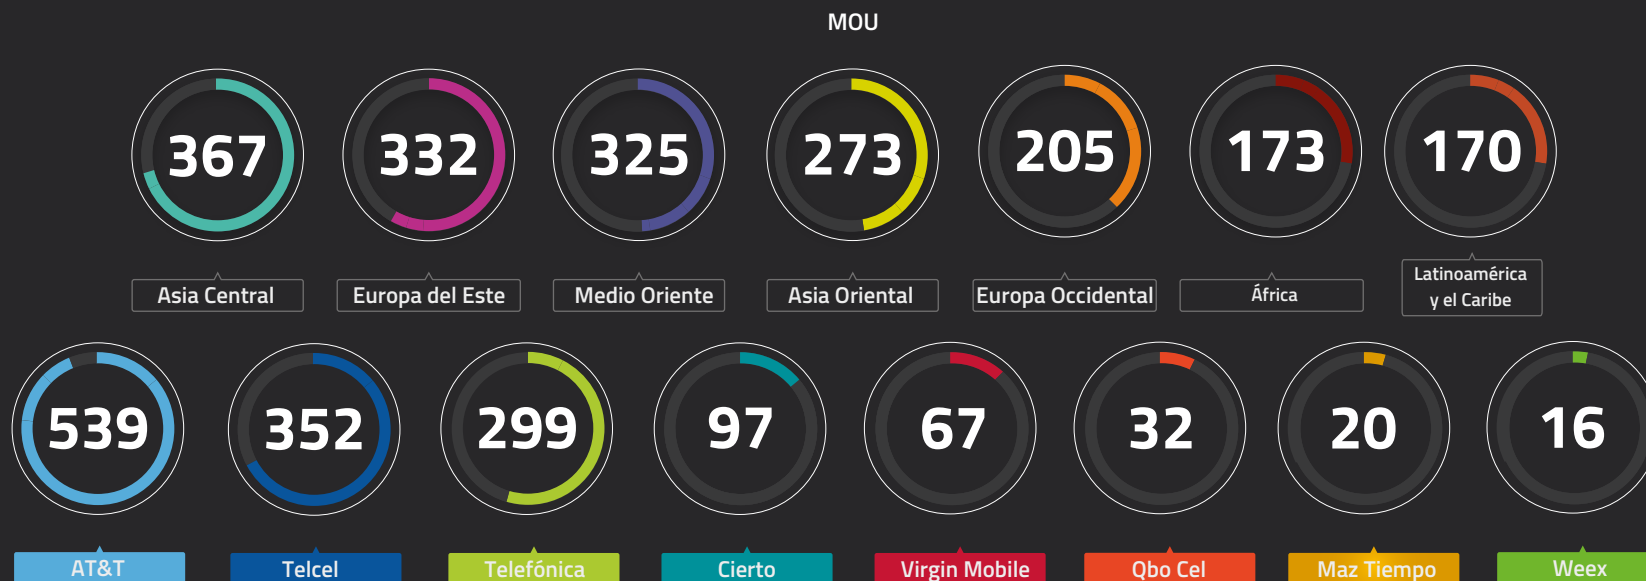 MOU
367 332 325 273 205 173 170
Asia Central Europa del Este Medio Oriente Asia Oriental Europa Occidental África Latinoamérica
y el Caribe
539 352 299 97 67 32 20 16
AT&T Telcel Telefónica Cierto Virgin Mobile Qbo Cel Maz Tiempo Weex